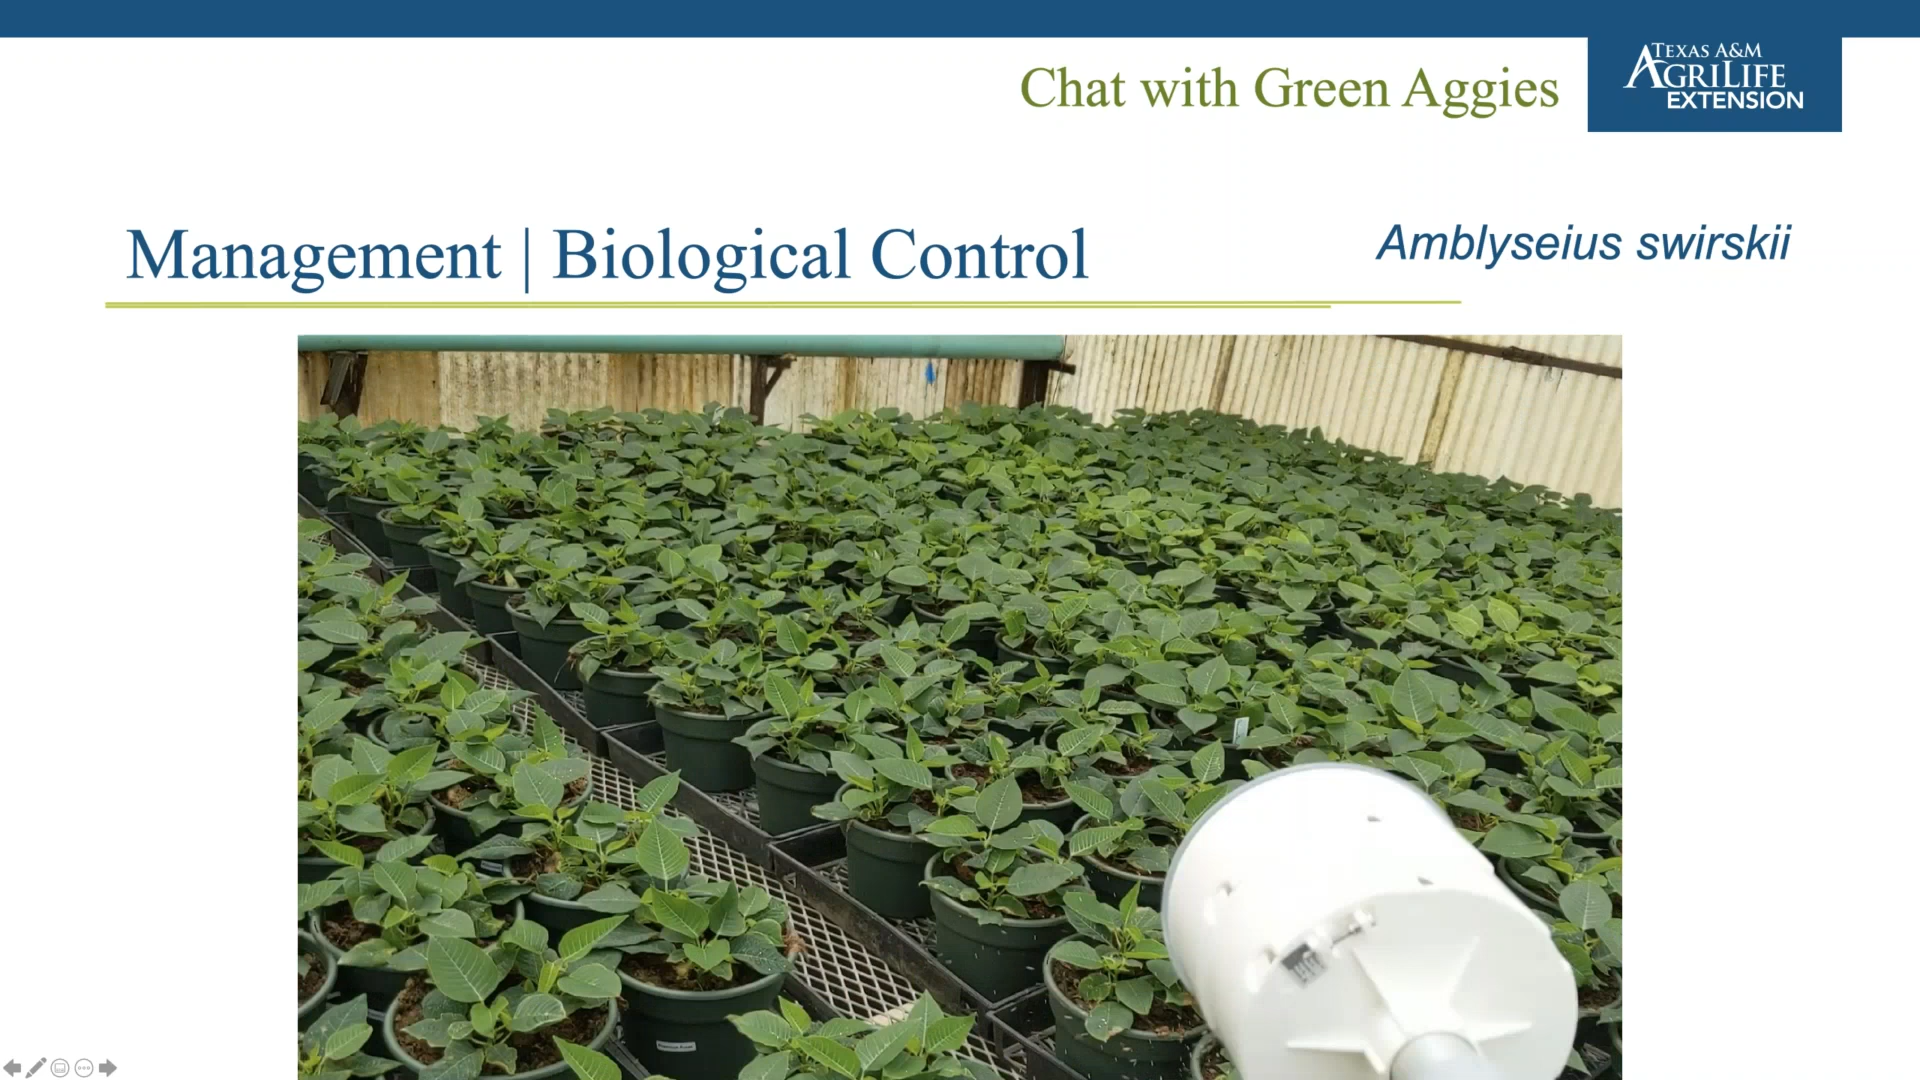 Chat with Green Aggies
TEXAS A&M
AGRILIFE
EXTENSION
Management | Biological Control
Amblyseius swirskii